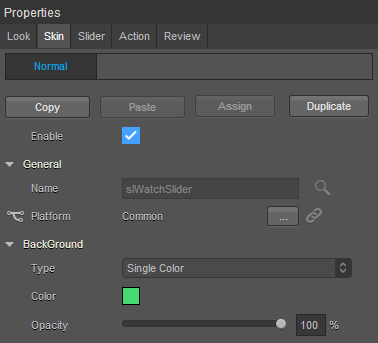 Properties
Look Skin Slider Action Review
Normal
Copy Paste Assign Duplicate
Enable
General
Name slWatchSlider
Platform Common ...
BackGround
Type Single Color
Color
Opacity 100 %